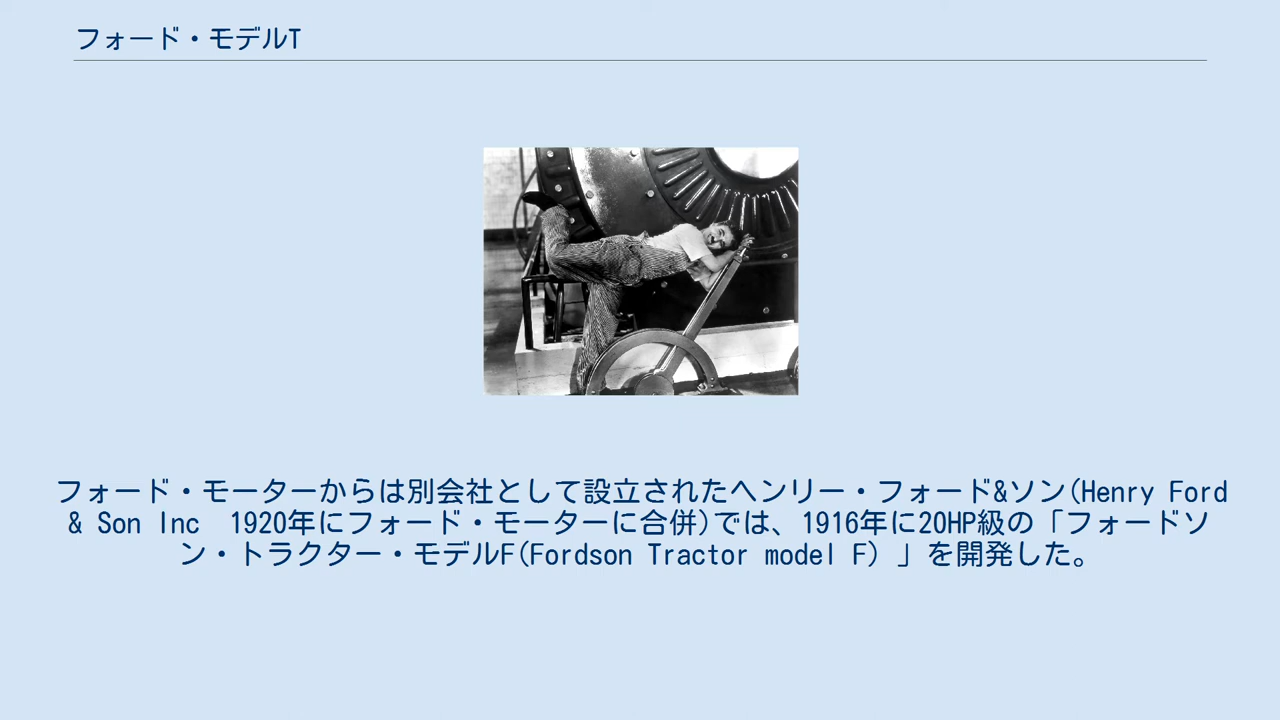 フォード・モデルT
フォード・モーターからは別会社として設立されたヘンリー・フォード&ソン(Henry Ford
& Son Inc　1920年にフォード・モーターに合併)では、1916年に20HP級の「フォードソ
ン・トラクター・モデルF(Fordson Tractor model F) 」を開発した。